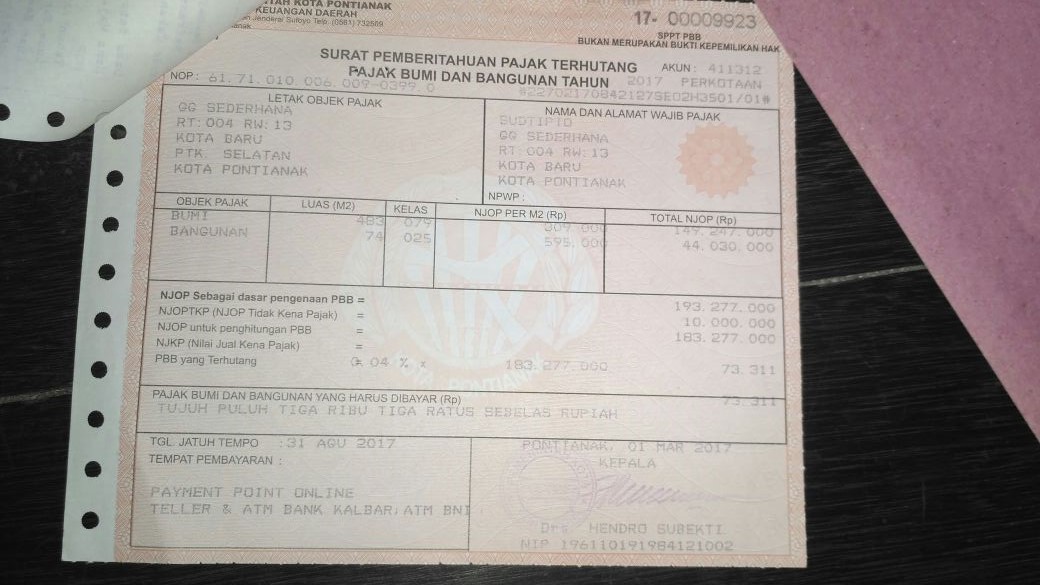 KOTA PONTIANAK
KEUANGAN DAERAH
Telp. (0561) 732569
17- 00009923
SPPT PBB
BUKAN MERUPAKAN BUKTI KEPEMILIKAN HAK
SURAT PEMBERITAHUAN PAJAK TERHUTANG
AKUN : 411312
PAJAK BUMI DAN BANGUNAN TAHUN 2017 PERKOTAAN
NOP : 61.71.010.006.009-0399.0
#227021708421279ED2H3501/01#
LETAK OBJEK PAJAK
GG SEDERHANA
RT:004 RW:13
KOTA BARU
PTK. SELATAN
KOTA PONTIANAK
NAMA DAN ALAMAT WAJIB PAJAK
GG SEDERHANA
RT:004 RW:13
KOTA BARU
KOTA PONTIANAK
NPWP :
OBJEK PAJAK LUAS (M2) KELAS NJOP PER M2 (Rp) TOTAL NJOP (Rp)
BUMI 483 079 309.000 149.247.000
BANGUNAN 74 025 595.000 44.030.000
NJOP Sebagai dasar pengenaan PBB = 193.277.000
NJOPTKP (NJOP Tidak Kena Pajak) = 10.000.000
NJOP untuk penghitungan PBB = 183.277.000
NJKP (Nilai Jual Kena Pajak) =
PBB yang Terhutang = 0.04 % x 183.277.000 73.311
PAJAK BUMI DAN BANGUNAN YANG HARUS DIBAYAR (Rp) 73.311
TUJUH PULUH TIGA RIBU TIGA RATUS SEBELAS RUPIAH
TGL. JATUH TEMPO : 31 AGU 2017
TEMPAT PEMBAYARAN :
PAYMENT POINT ONLINE
TELLER & ATM BANK KALBAR,ATM BNI
PONTIANAK, 01 MAR 2017
KEPALA
Drs. HENDRO SUBEKTI
NIP 196110191984121002